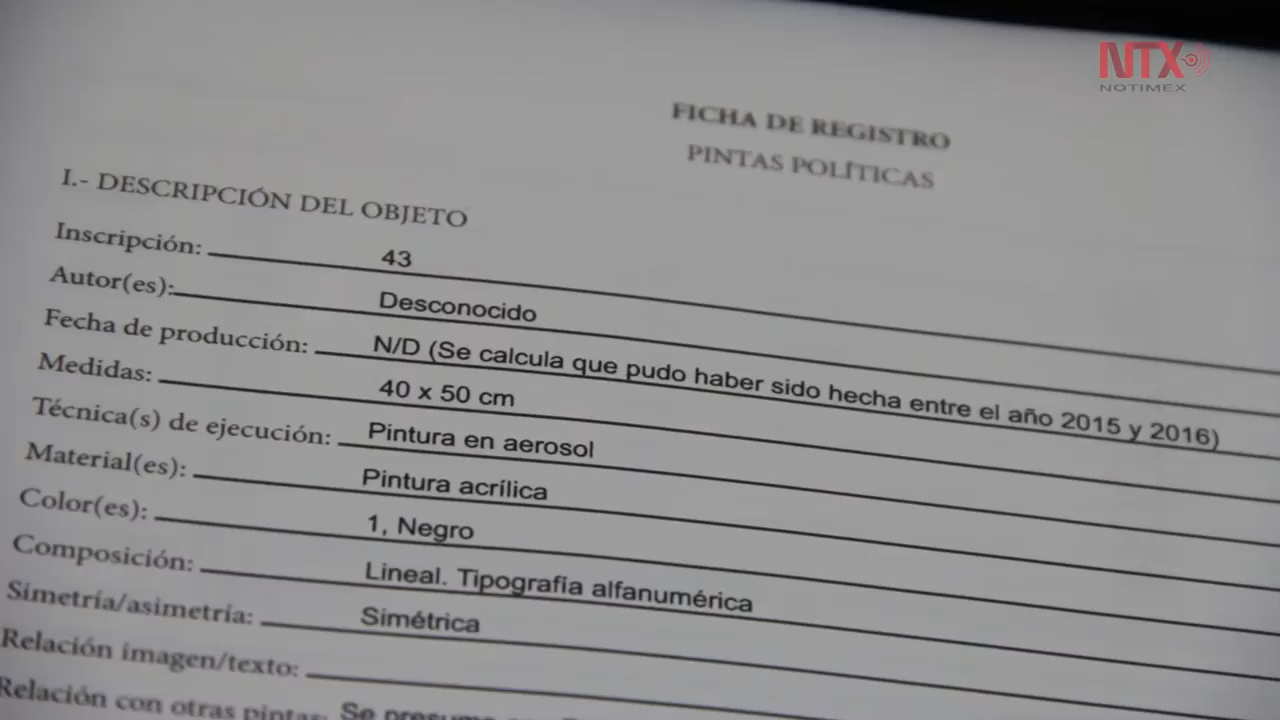 NTX
NOTIMEX
FICHA DE REGISTRO
PINTAS POLÍTICAS
I.- DESCRIPCIÓN DEL OBJETO
Inscripción: 43
Autor(es): Desconocido
Fecha de producción: N/D (Se calcula que pudo haber sido hecha entre el año 2015 y 2016)
Medidas: 40 x 50 cm
Técnica(s) de ejecución: Pintura en aerosol
Material(es): Pintura acrílica
Color(es): 1, Negro
Composición: Lineal. Tipografía alfanumérica
Simetría/asimetría: Simétrica
Relación imagen/texto:
Relación con otras pintas: Se